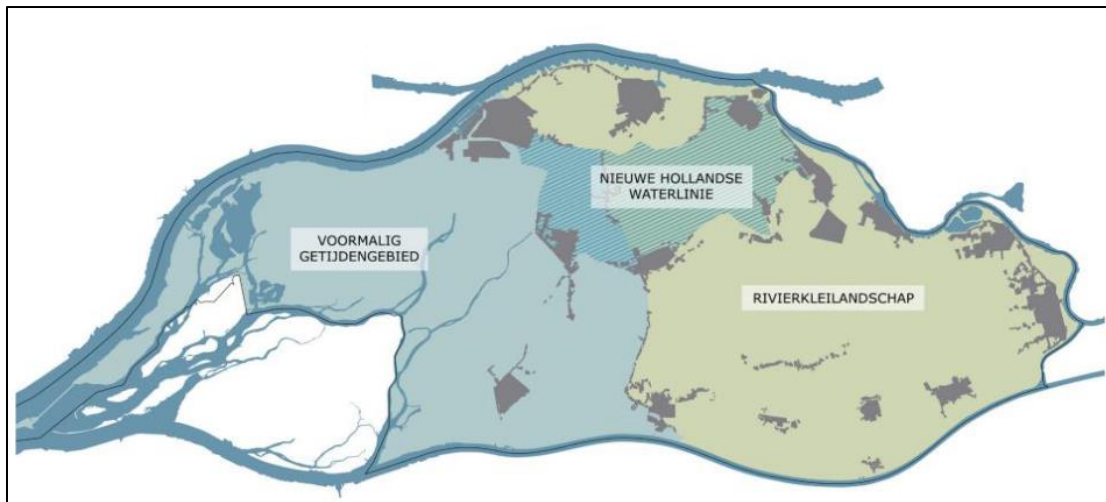 NIEUWE HOLLANDSE
WATERLINIE
VOORMALIG
GETIJDENGEBIED
RIVIERKLEILANDSCHAP